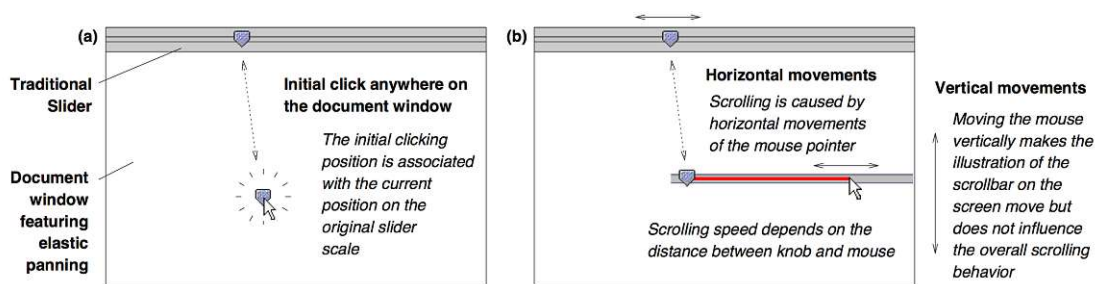 (a)
Traditional
Slider
Document
window
featuring
elastic
panning
Initial click anywhere on
the document window
The initial clicking
position is associated
with the current
position on the
original slider
scale
(b)
Horizontal movements
Scrolling is caused by
horizontal movements
of the mouse pointer
Scrolling speed depends on the
distance between knob and mouse
Vertical movements
Moving the mouse
vertically makes the
illustration of the
scrollbar on the
screen move but
does not influence
the overall scrolling
behavior